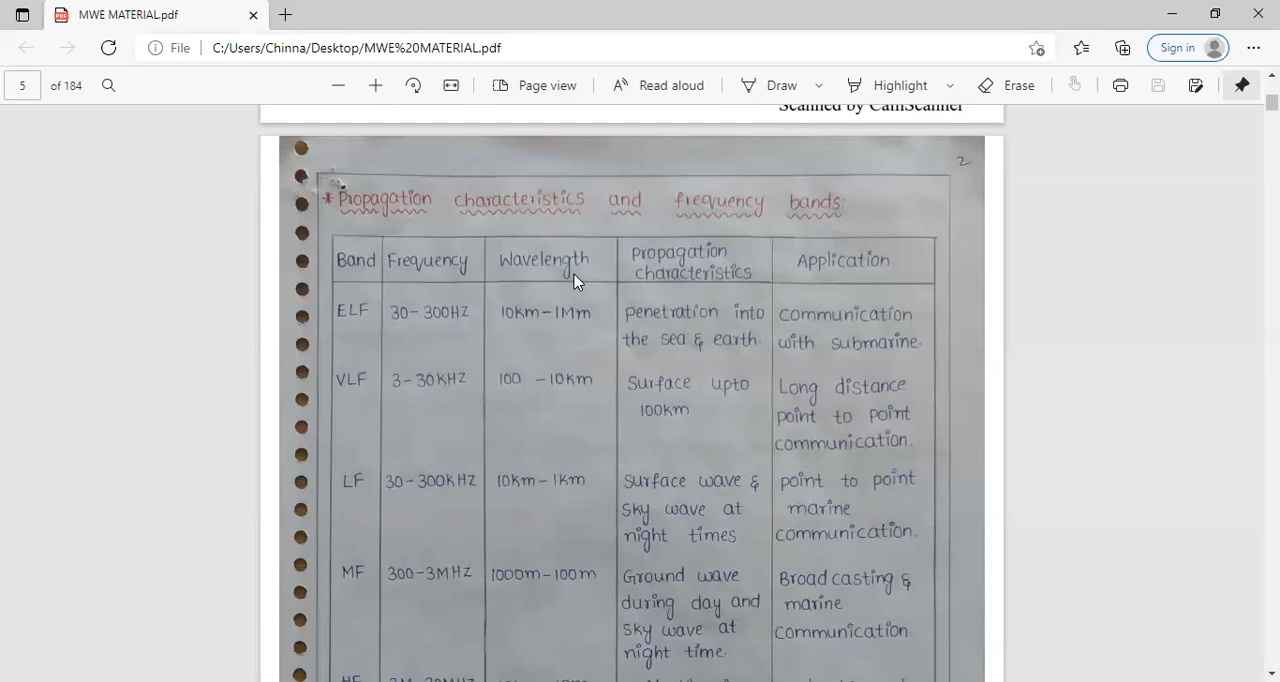 MWE MATERIAL.pdf
File
C:/Users/Chinna/Desktop/MWE%20MATERIAL.pdf
Sign in
5 of 184
Page view
Read aloud
Draw
Highlight
Erase
Scanned by CamScanner
2
* Propagation characteristics and frequency bands:
Band Frequency Wavelength Propagation characteristics Application
ELF 30-300HZ 10Km-1Mm penetration into the sea & earth. communication with submarine.
VLF 3-30KHZ 100 -10Km Surface upto 100Km Long distance point to point communication.
LF 30-300KHZ 10Km-1Km Surface wave & sky wave at night times point to point marine communication.
MF 300-3MHZ 1000m-100m Ground wave during day and sky wave at night time. Broad casting & marine communication